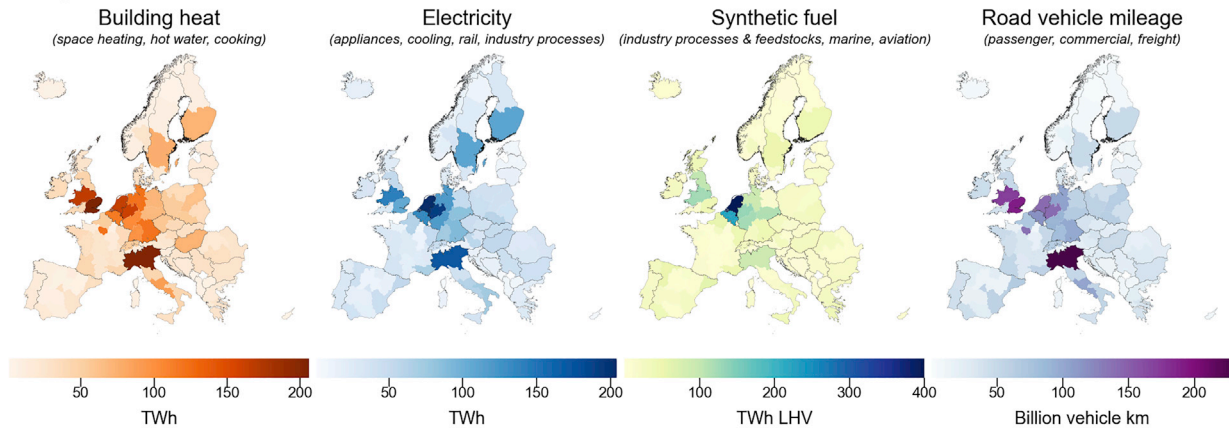 Building heat
(space heating, hot water, cooking)
Electricity
(appliances, cooling, rail, industry processes)
Synthetic fuel
(industry processes & feedstocks, marine, aviation)
Road vehicle mileage
(passenger, commercial, freight)
50 100 150 200
TWh
50 100 150 200
TWh
100 200 300 400
TWh LHV
50 100 150 200
Billion vehicle km